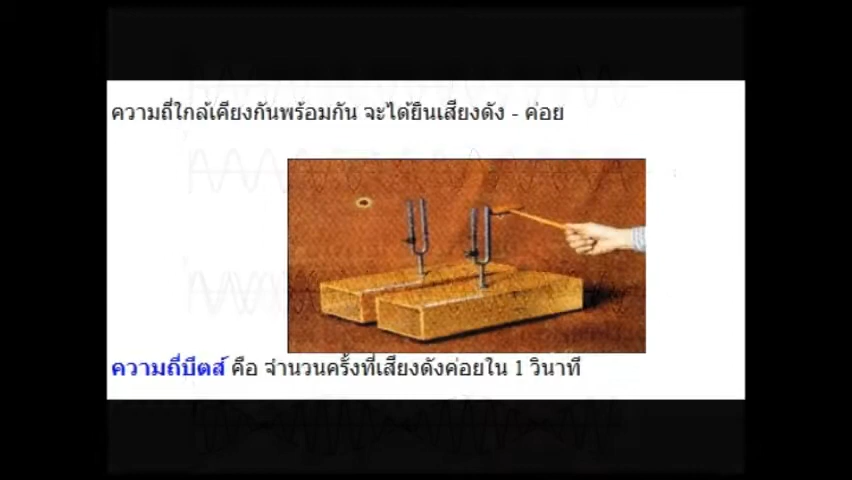 ความถี่ใกล้เคียงกันพร้อมกัน จะได้ยินเสียงดัง - ค่อย
ความถี่บีตส์ คือ จำนวนครั้งที่เสียงดังค่อยใน 1 วินาที